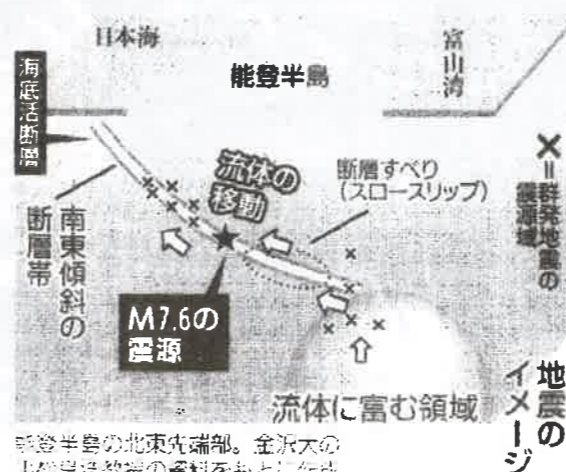 日本海
能登半島
富山湾
海底活断層
流体の
移動
断層すべり
(スロースリップ)
×=群発地震の
震源域
南東傾斜の
断層帯
M7.6の
震源
流体に富む領域
地震の
イメージ
能登半島の北東先端部。金沢大の